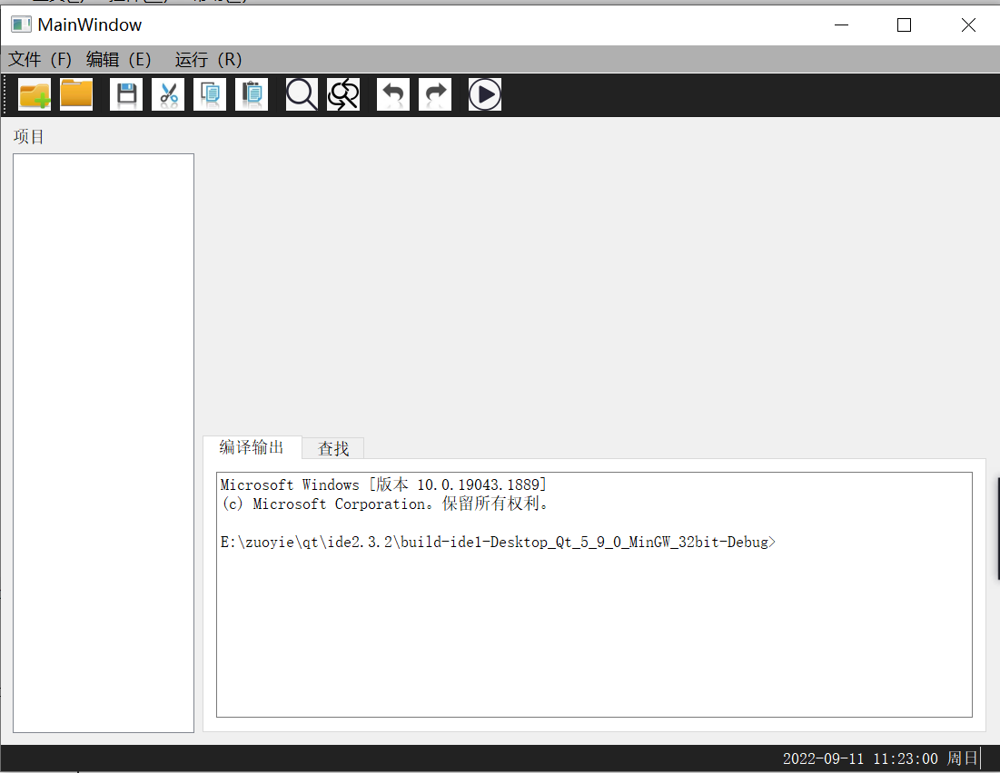 MainWindow
文件（F) 编辑（E） 运行（R）
项目
编译输出 查找
Microsoft Windows [版本 10.0.19043.1889]
(c) Microsoft Corporation。保留所有权利。
E:\zuoyie\qt\ide2.3.2\build-ide1-Desktop_Qt_5_9_0_MinGW_32bit-Debug>
2022-09-11 11:23:00 周日